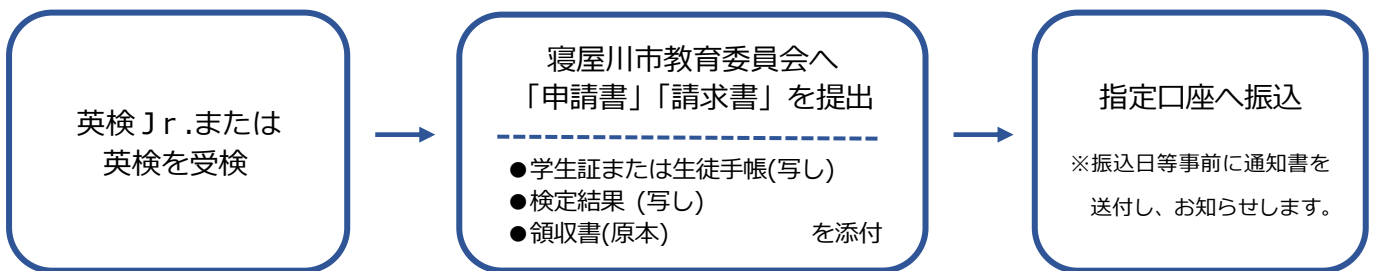 英検Ｊｒ.または
英検を受検
寝屋川市教育委員会へ
「申請書」「請求書」を提出
●学生証または生徒手帳(写し)
●検定結果 (写し)
●領収書(原本)　　　　　を添付
指定口座へ振込
※振込日等事前に通知書を
送付し、お知らせします。